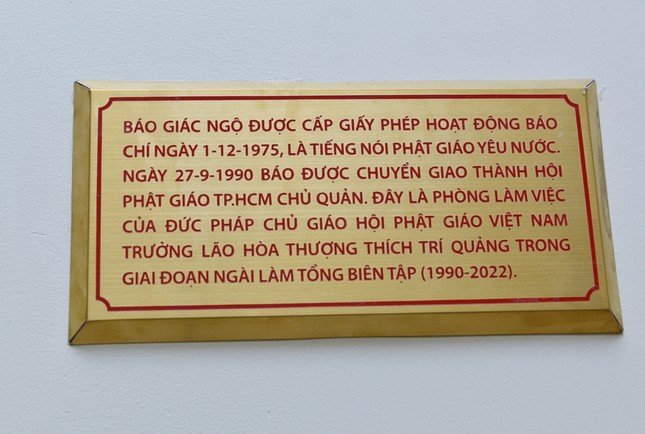 BÁO GIÁC NGỘ ĐƯỢC CẤP GIẤY PHÉP HOẠT ĐỘNG BÁO
CHÍ NGÀY 1-12-1975, LÀ TIẾNG NÓI PHẬT GIÁO YÊU NƯỚC.
NGÀY 27-9-1990 BÁO ĐƯỢC CHUYỂN GIAO THÀNH HỘI
PHẬT GIÁO TP.HCM CHỦ QUẢN. ĐÂY LÀ PHÒNG LÀM VIỆC
CỦA ĐỨC PHÁP CHỦ GIÁO HỘI PHẬT GIÁO VIỆT NAM
TRƯỞNG LÃO HÒA THƯỢNG THÍCH TRÍ QUẢNG TRONG
GIAI ĐOẠN NGÀI LÀM TỔNG BIÊN TẬP (1990-2022).